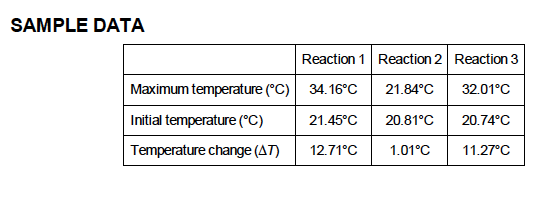 SAMPLE DATA
Reaction 1 Reaction 2 Reaction 3
Maximum temperature (°C) 34.16°C 21.84°C 32.01°C
Initial temperature (°C) 21.45°C 20.81°C 20.74°C
Temperature change (ΔT) 12.71°C 1.01°C 11.27°C